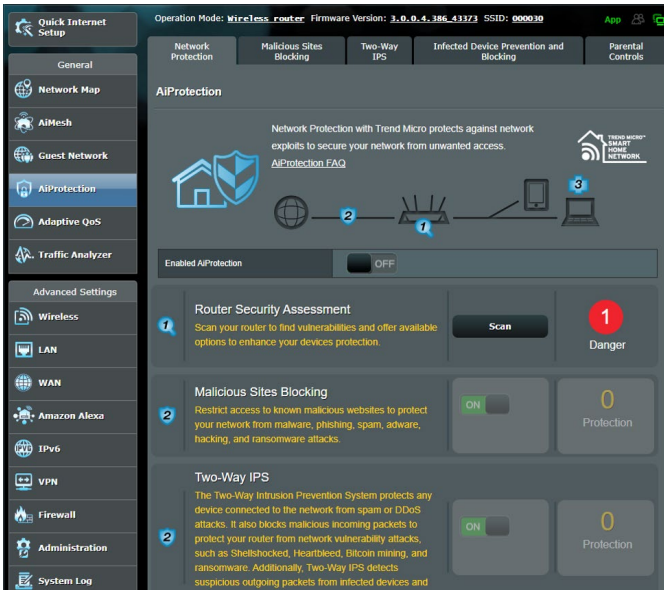 Quick Internet
Setup
Operation Mode: Wireless router Firmware Version: 3.0.0.4.386_43373 SSID: 000030
App
General
Network Map
AiMesh
Guest Network
AiProtection
Adaptive QoS
Traffic Analyzer
Advanced Settings
Wireless
LAN
WAN
Amazon Alexa
IPv6
VPN
Firewall
Administration
System Log
Network
Protection
Malicious Sites
Blocking
Two-Way
IPS
Infected Device Prevention and
Blocking
Parental
Controls
AiProtection
Network Protection with Trend Micro protects against network
exploits to secure your network from unwanted access.
AiProtection FAQ
TREND MICRO™
SMART
HOME
NETWORK
2
1
3
Enabled AiProtection
OFF
1
Router Security Assessment
Scan your router to find vulnerabilities and offer available
options to enhance your devices protection.
Scan
1
Danger
2
Malicious Sites Blocking
Restrict access to known malicious websites to protect
your network from malware, phishing, spam, adware,
hacking, and ransomware attacks.
ON
0
Protection
2
Two-Way IPS
The Two-Way Intrusion Prevention System protects any
device connected to the network from spam or DDoS
attacks. It also blocks malicious incoming packets to
protect your router from network vulnerability attacks,
such as Shellshocked, Heartbleed, Bitcoin mining, and
ransomware. Additionally, Two-Way IPS detects
suspicious outgoing packets from infected devices and
ON
0
Protection